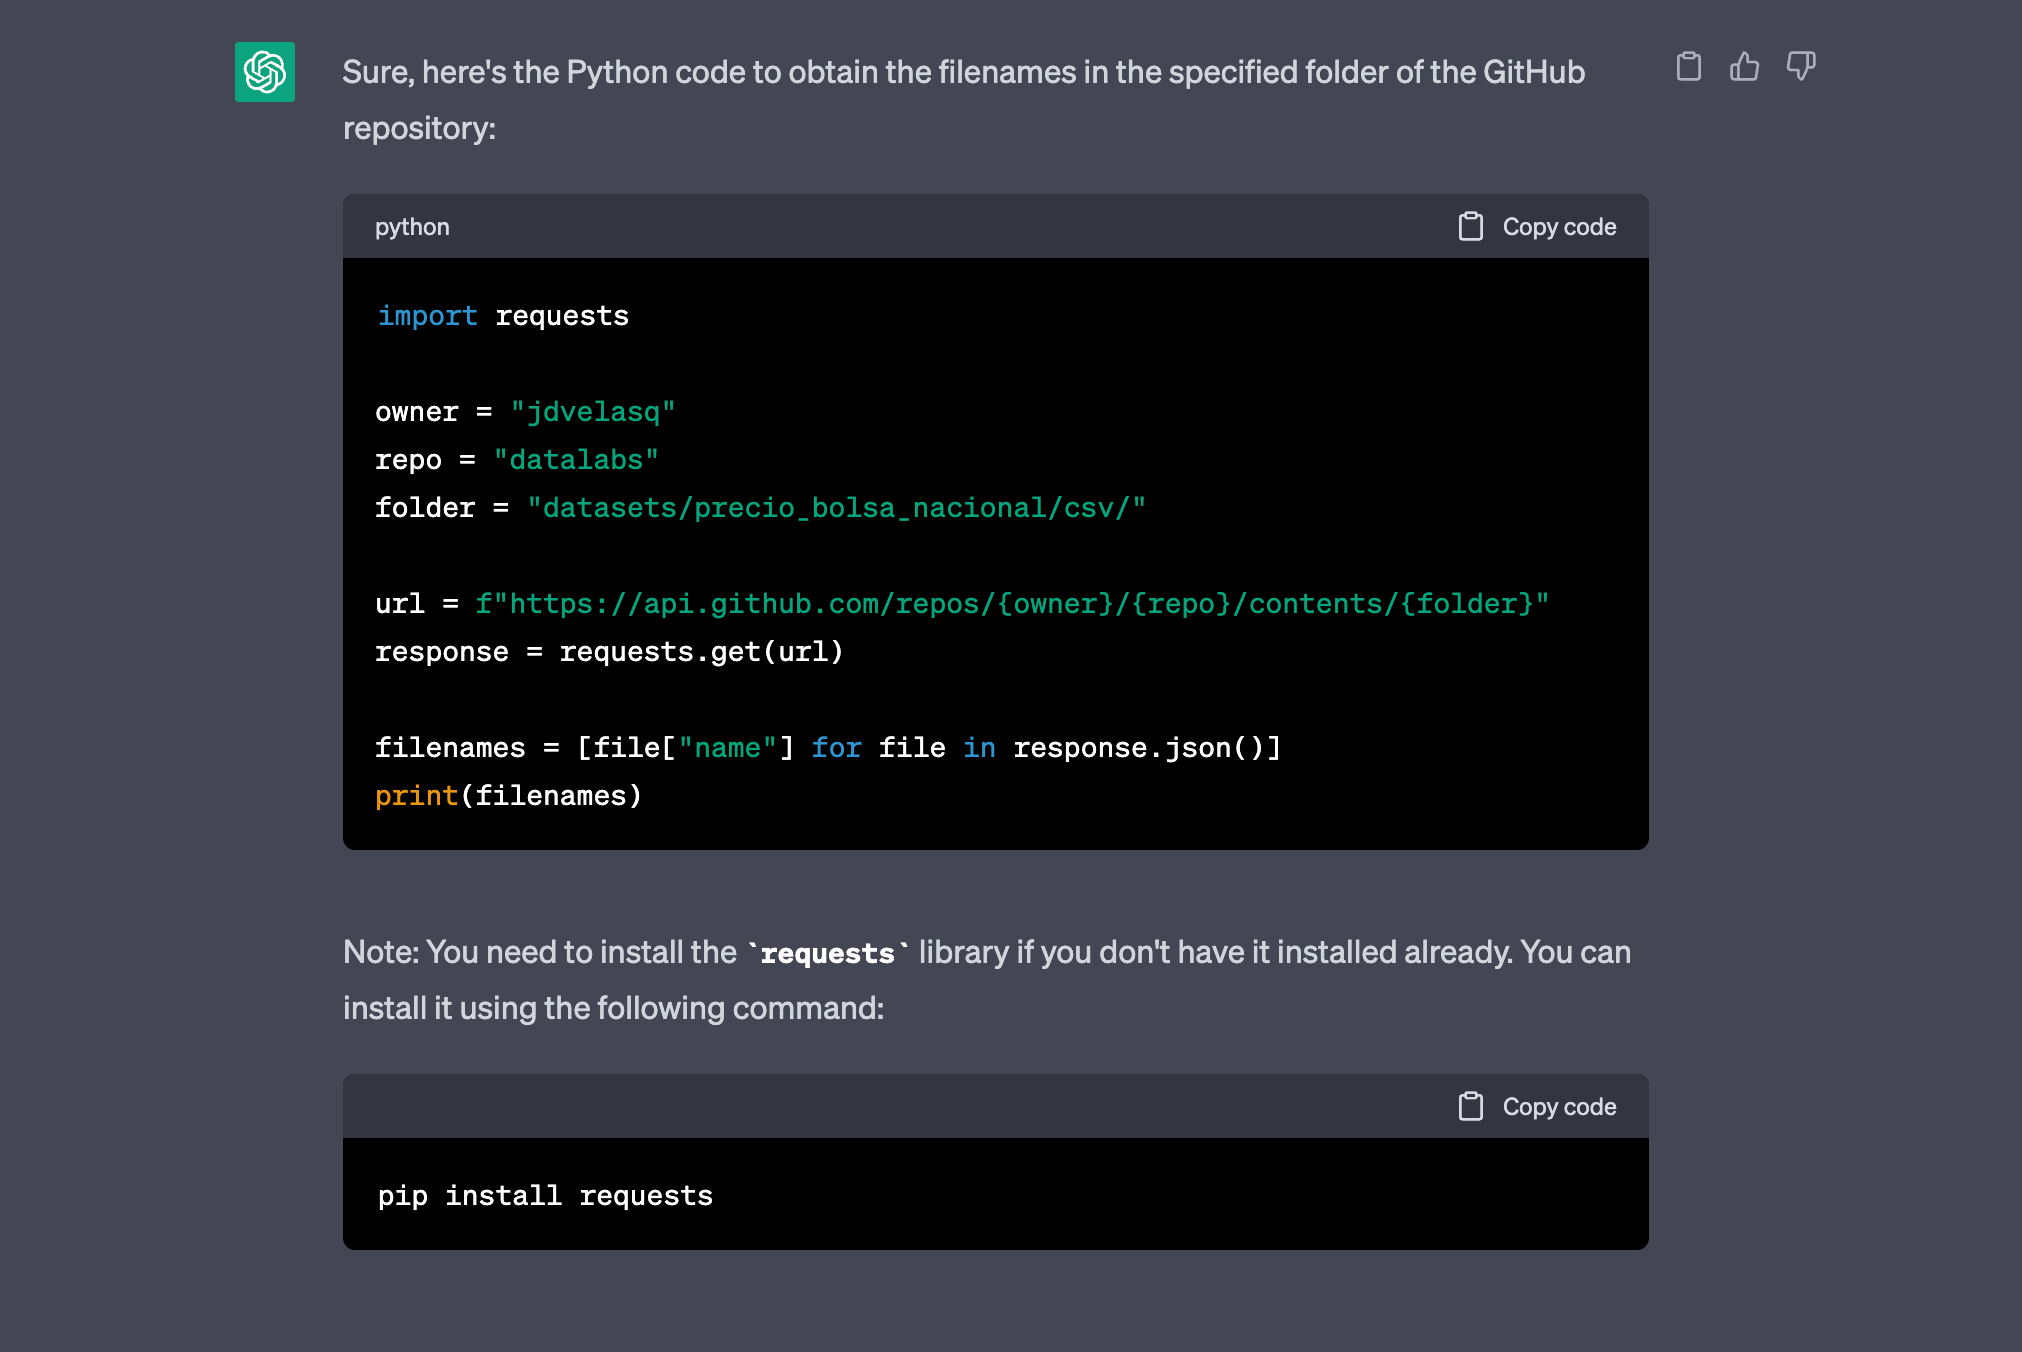 Sure, here's the Python code to obtain the filenames in the specified folder of the GitHub
repository:
python
Copy code
import requests
owner = "jdvelasq"
repo = "datalabs"
folder = "datasets/precio_bolsa_nacional/csv/"
url = f"https://api.github.com/repos/{owner}/{repo}/contents/{folder}"
response = requests.get(url)
filenames = [file["name"] for file in response.json()]
print(filenames)
Note: You need to install the `requests` library if you don't have it installed already. You can
install it using the following command:
Copy code
pip install requests